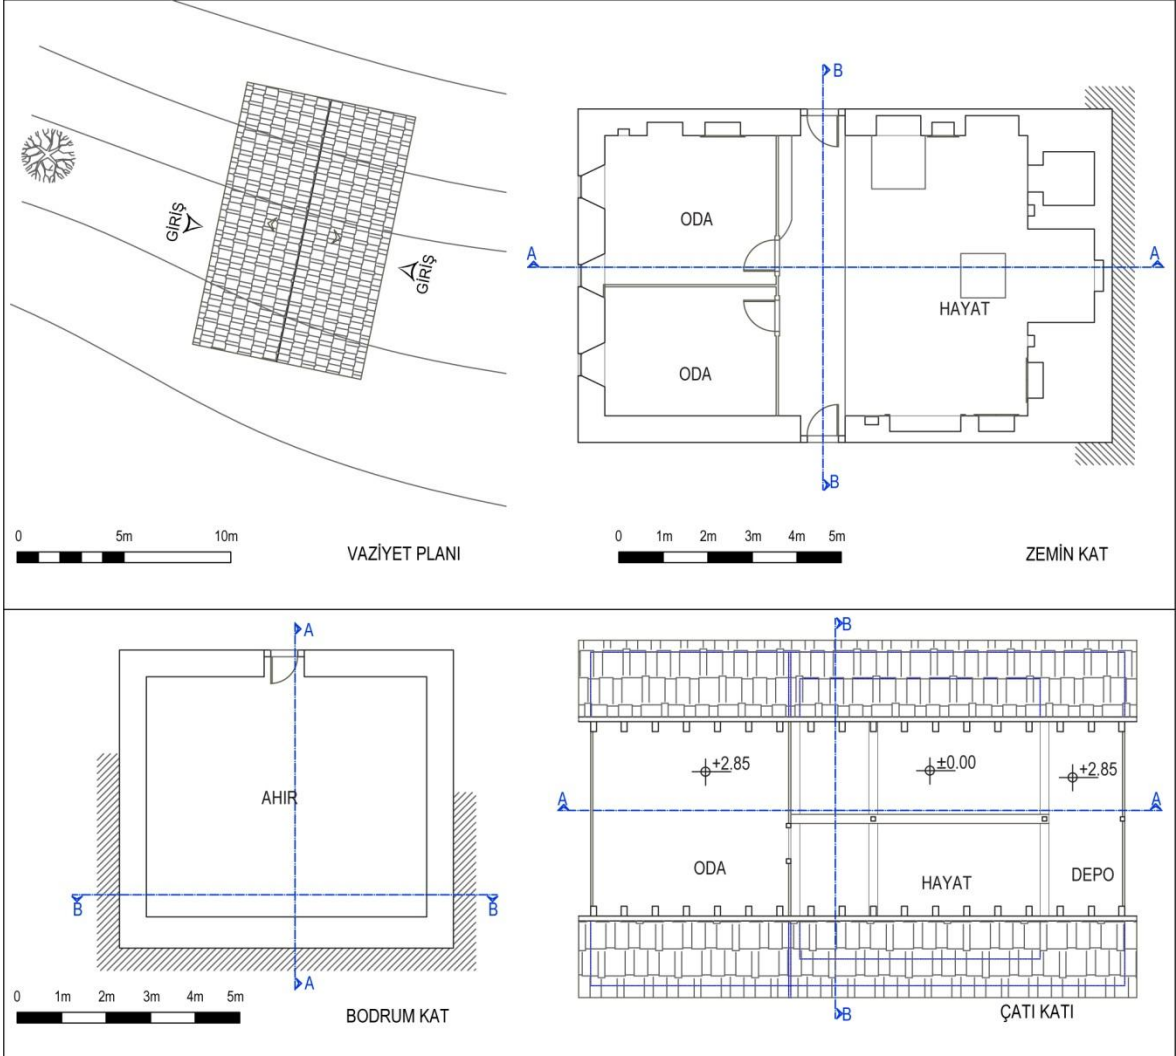 GİRİŞ
GİRİŞ
0 5m 10m
VAZİYET PLANI
B
ODA
A
A
HAYAT
ODA
B
0 1m 2m 3m 4m 5m
ZEMİN KAT
A
AHIR
B
B
A
0 1m 2m 3m 4m 5m
BODRUM KAT
B
+2.85
±0.00
+2.85
A
A
ODA
HAYAT
DEPO
B
ÇATI KATI